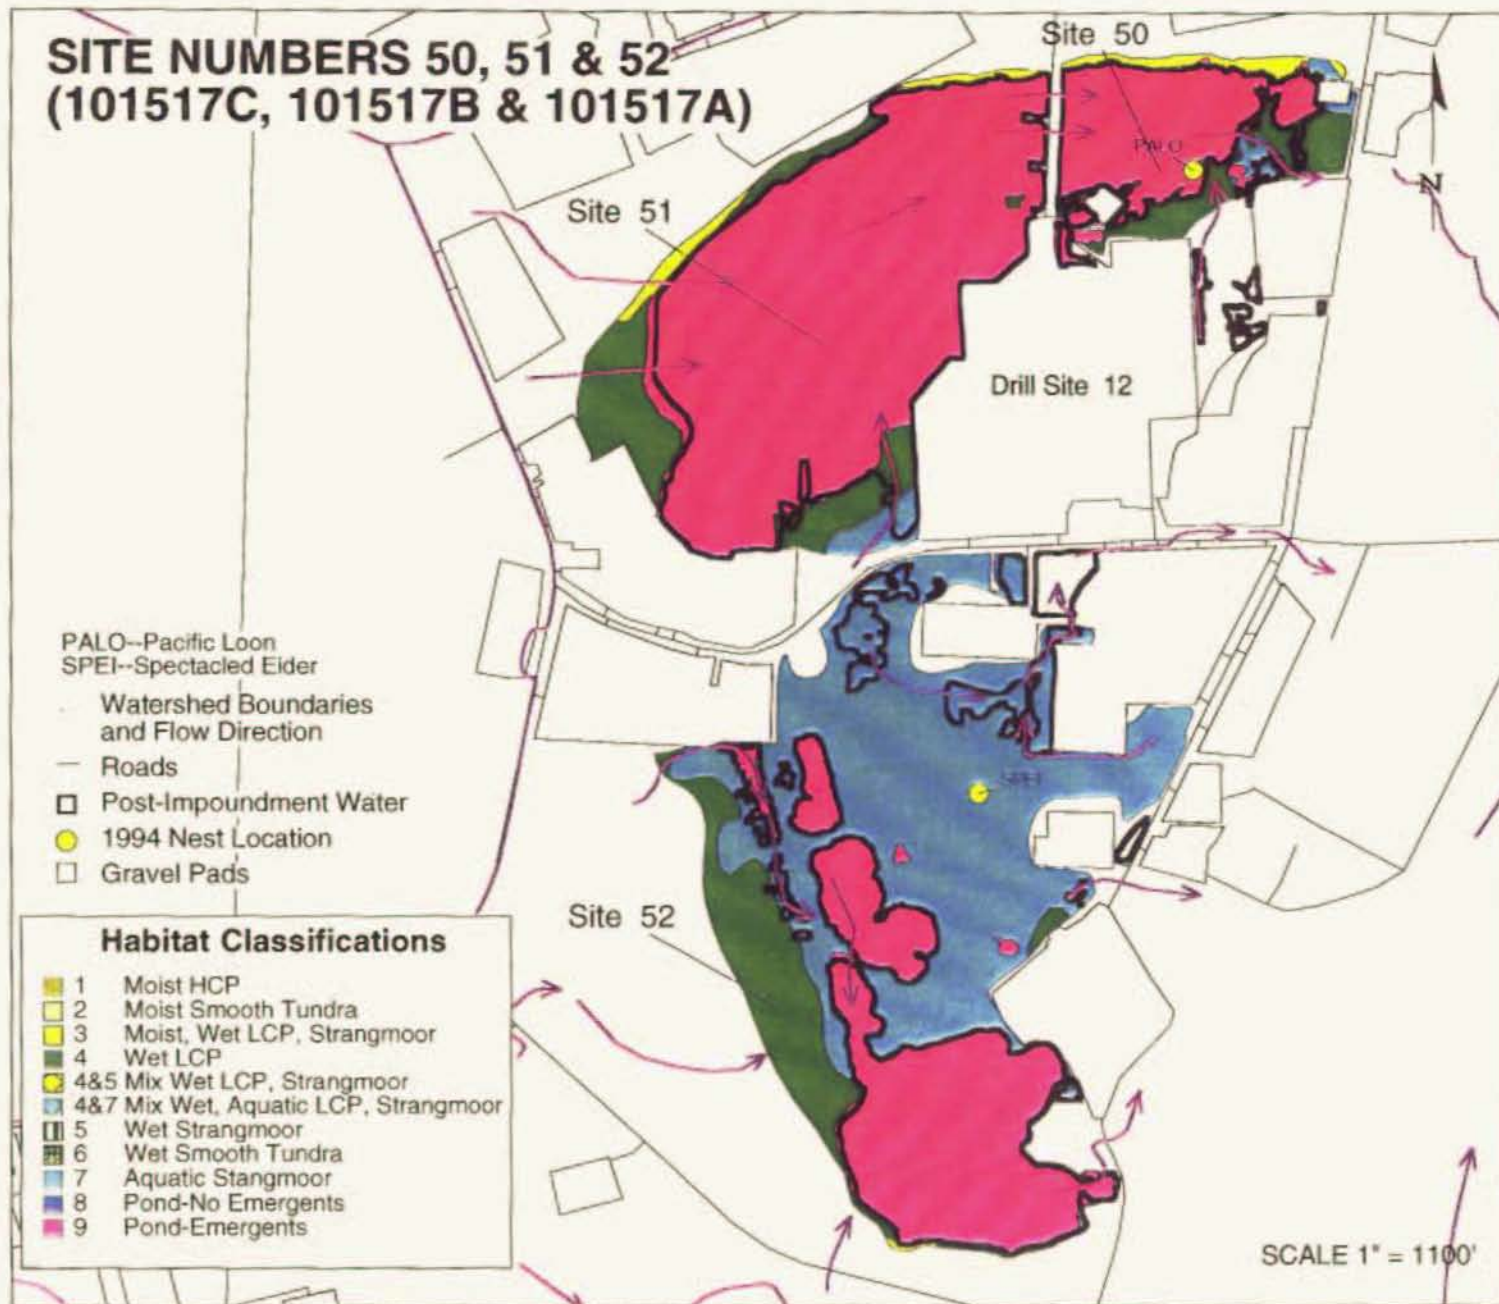 SITE NUMBERS 50, 51 & 52
(101517C, 101517B & 101517A)
Site 50
PALO
N
Site 51
Drill Site 12
PALO--Pacific Loon
SPEI--Spectacled Eider
Watershed Boundaries
and Flow Direction
Roads
Post-Impoundment Water
1994 Nest Location
Gravel Pads
SPEI
Site 52
Habitat Classifications
1 Moist HCP
2 Moist Smooth Tundra
3 Moist, Wet LCP, Strangmoor
4 Wet LCP
4&5 Mix Wet LCP, Strangmoor
4&7 Mix Wet, Aquatic LCP, Strangmoor
5 Wet Strangmoor
6 Wet Smooth Tundra
7 Aquatic Stangmoor
8 Pond-No Emergents
9 Pond-Emergents
SCALE 1" = 1100'